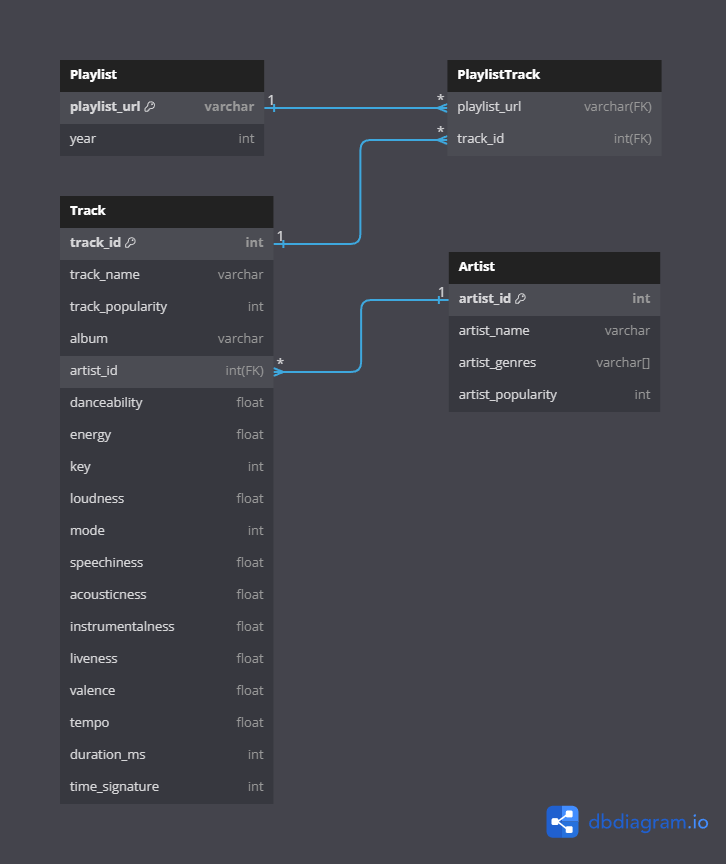 Playlist
playlist_url varchar
year int
1
*
PlaylistTrack
playlist_url varchar(FK)
track_id int(FK)
*
Track
track_id int
1
track_name varchar
track_popularity int
album varchar
artist_id int(FK)
*
danceability float
energy float
key int
loudness float
mode int
speechiness float
acousticness float
instrumentalness float
liveness float
valence float
tempo float
duration_ms int
time_signature int
Artist
1
artist_id int
artist_name varchar
artist_genres varchar[]
artist_popularity int
dbdiagram.io